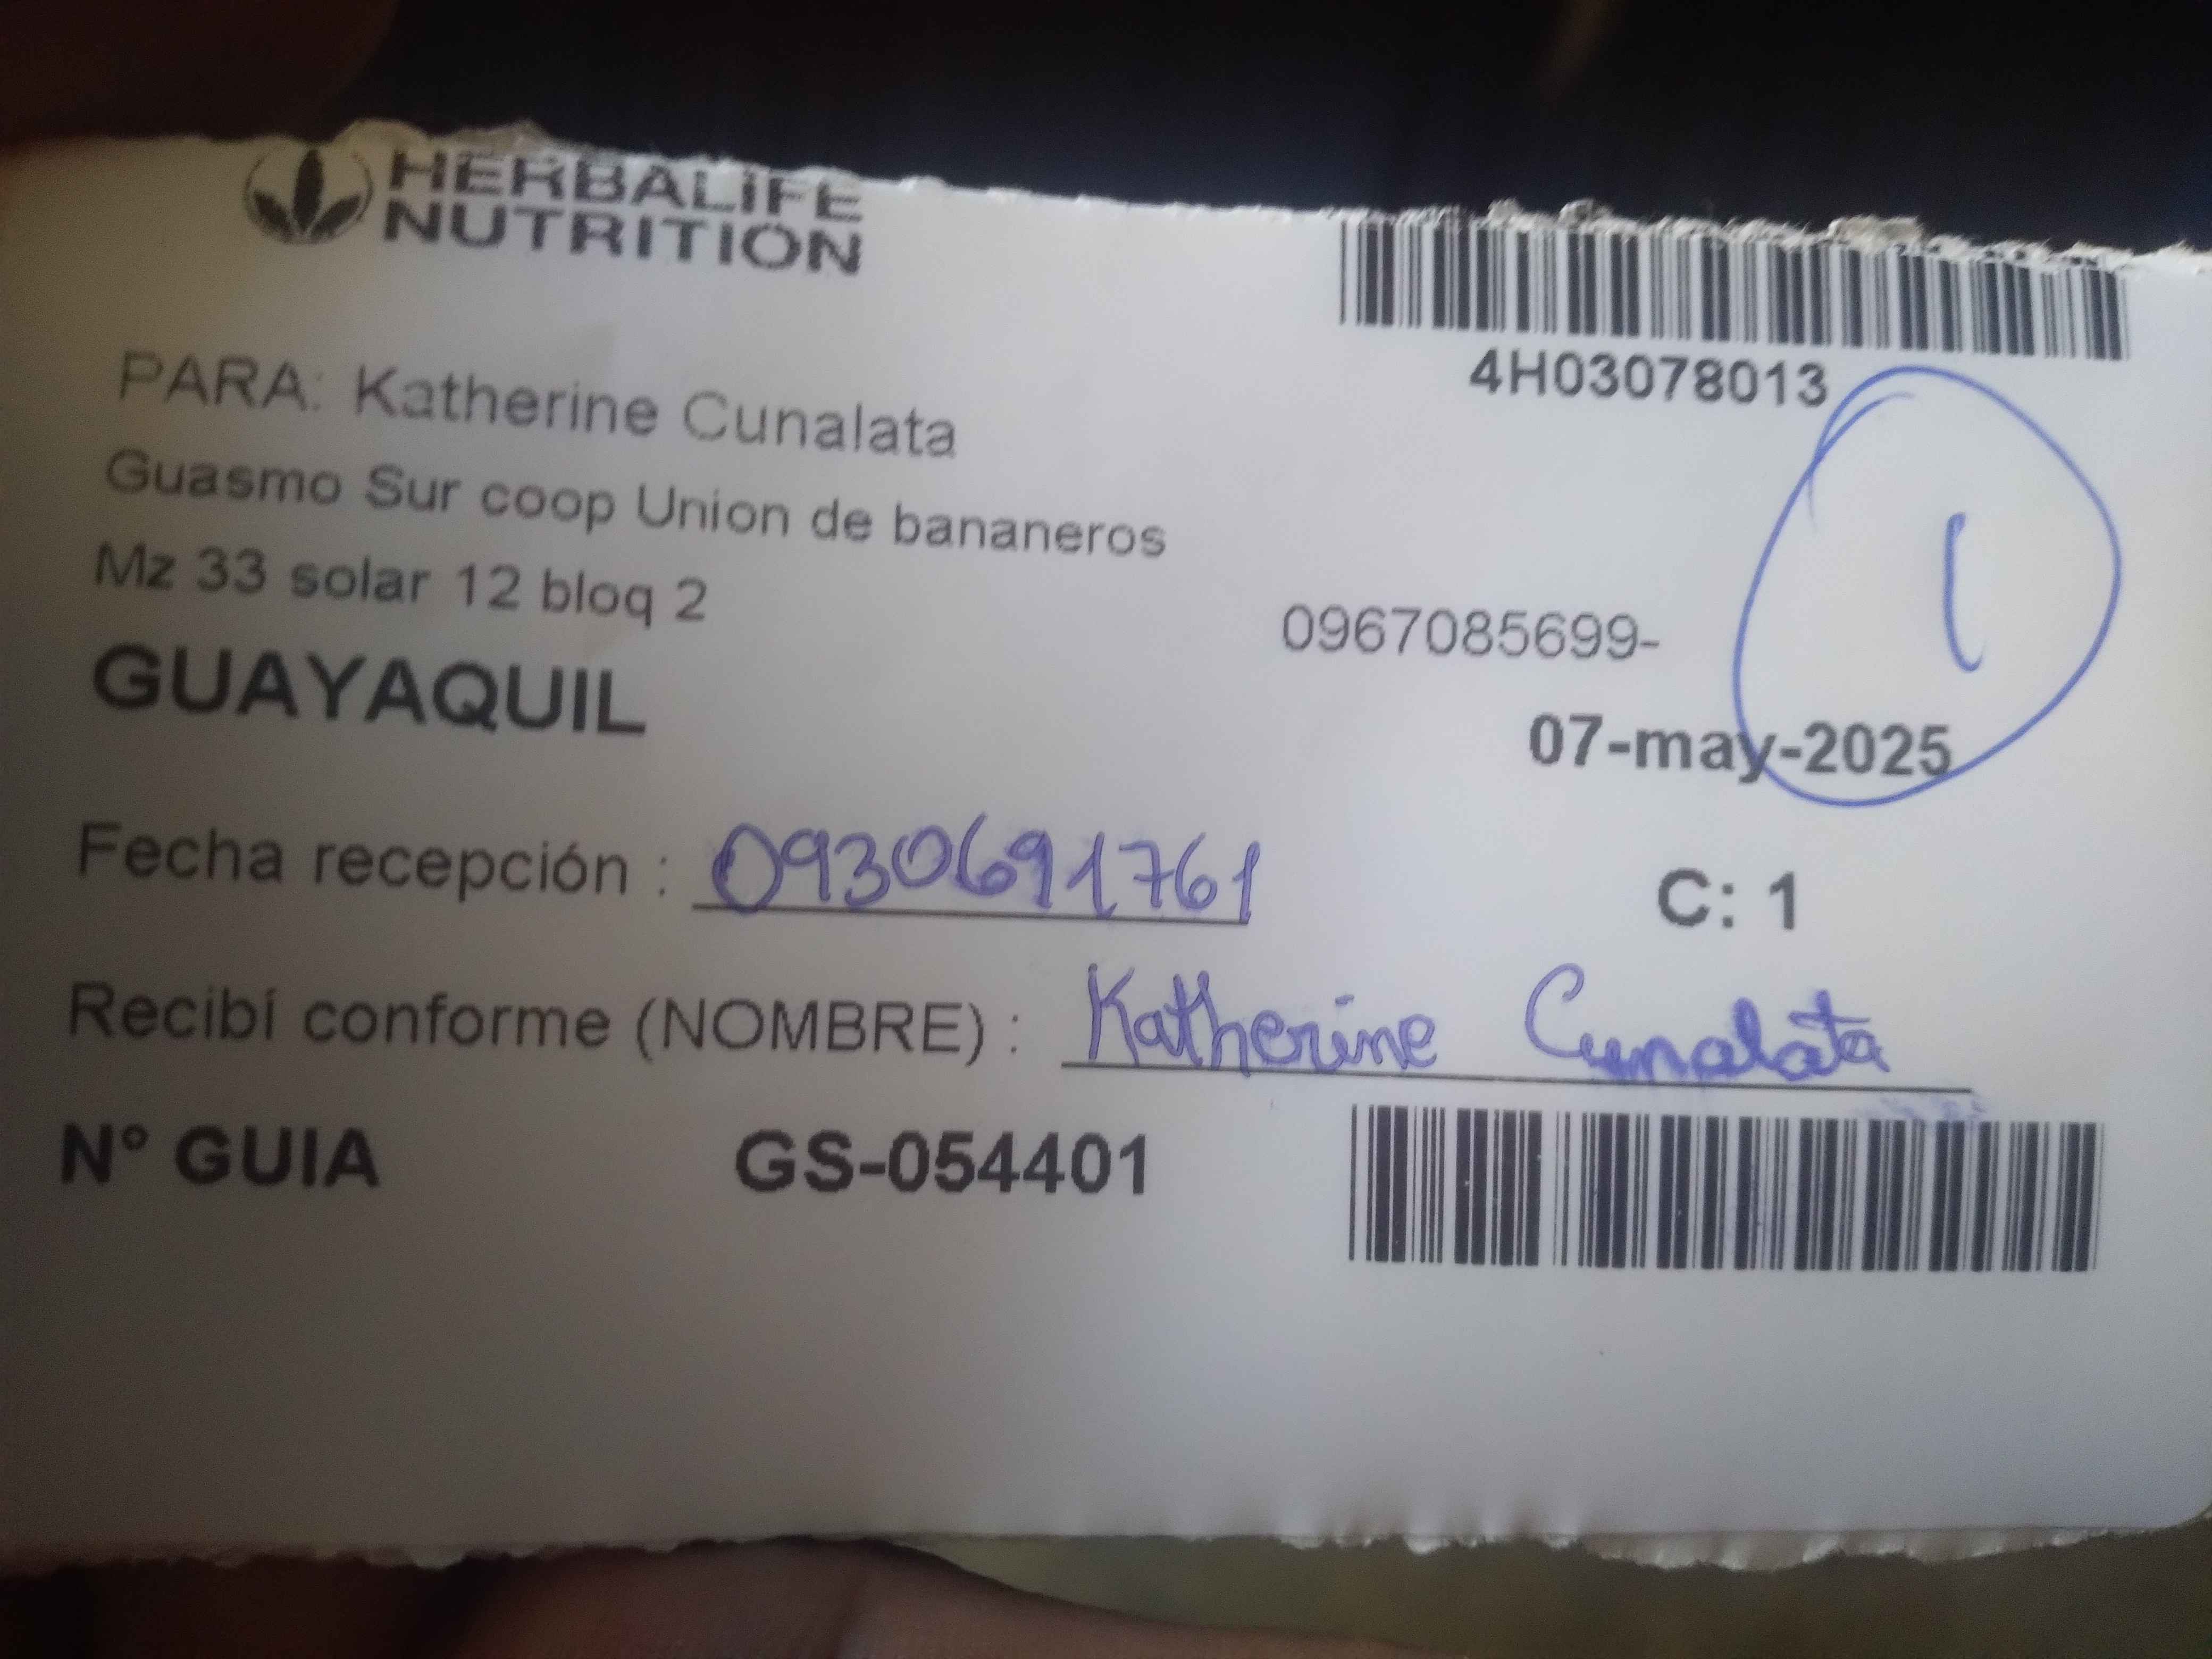 HERBALIFE
NUTRITION
4H03078013
PARA: Katherine Cunalata
Guasmo Sur coop Union de bananeros
Mz 33 solar 12 bloq 2
0967085699-
1
GUAYAQUIL
07-may-2025
Fecha recepción : 0930691761
C: 1
Recibí conforme (NOMBRE) : Katherine Cunalata
N° GUIA GS-054401